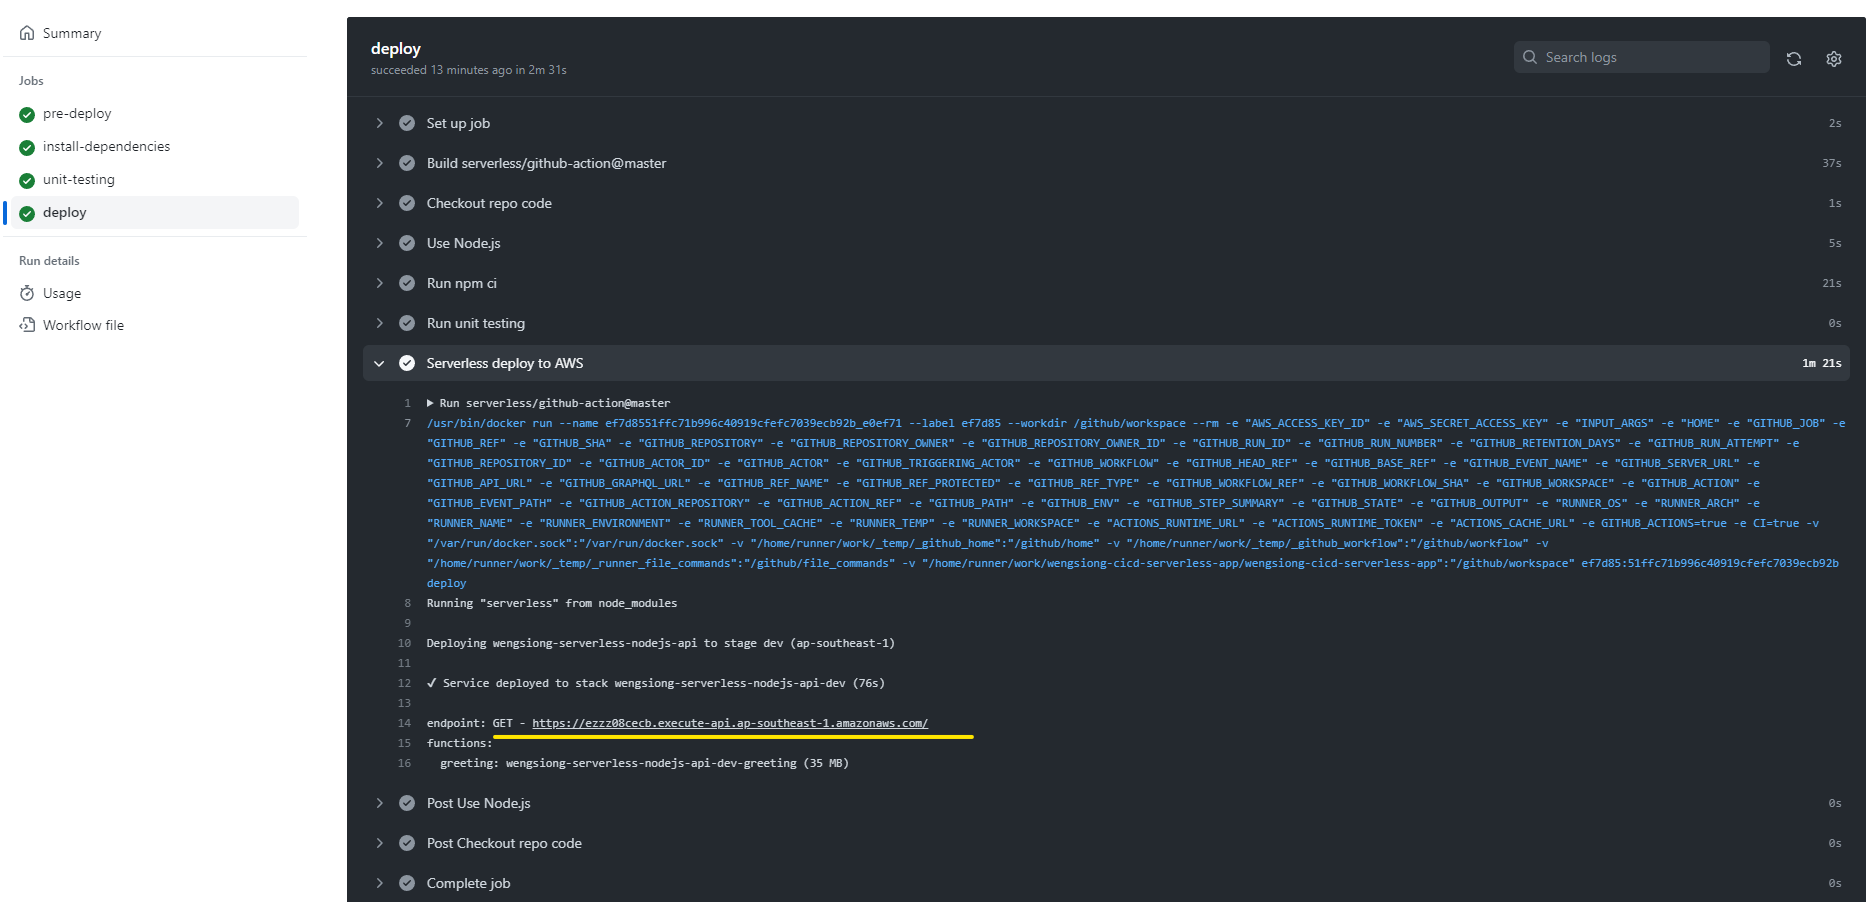 Summary
Jobs
pre-deploy
install-dependencies
unit-testing
deploy
Run details
Usage
Workflow file
deploy
succeeded 13 minutes ago in 2m 31s
Search logs
Set up job 2s
Build serverless/github-action@master 37s
Checkout repo code 1s
Use Node.js 5s
Run npm ci 21s
Run unit testing 0s
Serverless deploy to AWS 1m 21s
1 Run serverless/github-action@master
7 /usr/bin/docker run --name ef7d8551ffc71b996c40919cfefc7039ecb92b_e0ef71 --label ef7d85 --workdir /github/workspace --rm -e "AWS_ACCESS_KEY_ID" -e "AWS_SECRET_ACCESS_KEY" -e "INPUT_ARGS" -e "HOME" -e "GITHUB_JOB" -e
"GITHUB_REF" -e "GITHUB_SHA" -e "GITHUB_REPOSITORY" -e "GITHUB_REPOSITORY_OWNER" -e "GITHUB_REPOSITORY_OWNER_ID" -e "GITHUB_RUN_ID" -e "GITHUB_RUN_NUMBER" -e "GITHUB_RETENTION_DAYS" -e "GITHUB_RUN_ATTEMPT" -e
"GITHUB_REPOSITORY_ID" -e "GITHUB_ACTOR_ID" -e "GITHUB_ACTOR" -e "GITHUB_TRIGGERING_ACTOR" -e "GITHUB_WORKFLOW" -e "GITHUB_HEAD_REF" -e "GITHUB_BASE_REF" -e "GITHUB_EVENT_NAME" -e "GITHUB_SERVER_URL" -e
"GITHUB_API_URL" -e "GITHUB_GRAPHQL_URL" -e "GITHUB_REF_NAME" -e "GITHUB_REF_PROTECTED" -e "GITHUB_REF_TYPE" -e "GITHUB_WORKFLOW_REF" -e "GITHUB_WORKFLOW_SHA" -e "GITHUB_WORKSPACE" -e "GITHUB_ACTION" -e
"GITHUB_EVENT_PATH" -e "GITHUB_ACTION_REPOSITORY" -e "GITHUB_ACTION_REF" -e "GITHUB_PATH" -e "GITHUB_ENV" -e "GITHUB_STEP_SUMMARY" -e "GITHUB_STATE" -e "GITHUB_OUTPUT" -e "RUNNER_OS" -e "RUNNER_ARCH" -e
"RUNNER_NAME" -e "RUNNER_ENVIRONMENT" -e "RUNNER_TOOL_CACHE" -e "RUNNER_TEMP" -e "RUNNER_WORKSPACE" -e "ACTIONS_RUNTIME_URL" -e "ACTIONS_RUNTIME_TOKEN" -e "ACTIONS_CACHE_URL" -e GITHUB_ACTIONS=true -e CI=true -v
"/var/run/docker.sock":"/var/run/docker.sock" -v "/home/runner/work/_temp/_github_home":"/github/home" -v "/home/runner/work/_temp/_github_workflow":"/github/workflow" -v
"/home/runner/work/_temp/_runner_file_commands":"/github/file_commands" -v "/home/runner/work/wengsiong-cicd-serverless-app/wengsiong-cicd-serverless-app":"/github/workspace" ef7d85:51ffc71b996c40919cfefc7039ecb92b
deploy
8 Running "serverless" from node_modules
9
10 Deploying wengsiong-serverless-nodejs-api to stage dev (ap-southeast-1)
11
12 ✓ Service deployed to stack wengsiong-serverless-nodejs-api-dev (76s)
13
14 endpoint: GET - https://ezzz08cecb.execute-api.ap-southeast-1.amazonaws.com/
15 functions:
16 greeting: wengsiong-serverless-nodejs-api-dev-greeting (35 MB)
Post Use Node.js 0s
Post Checkout repo code 0s
Complete job 0s